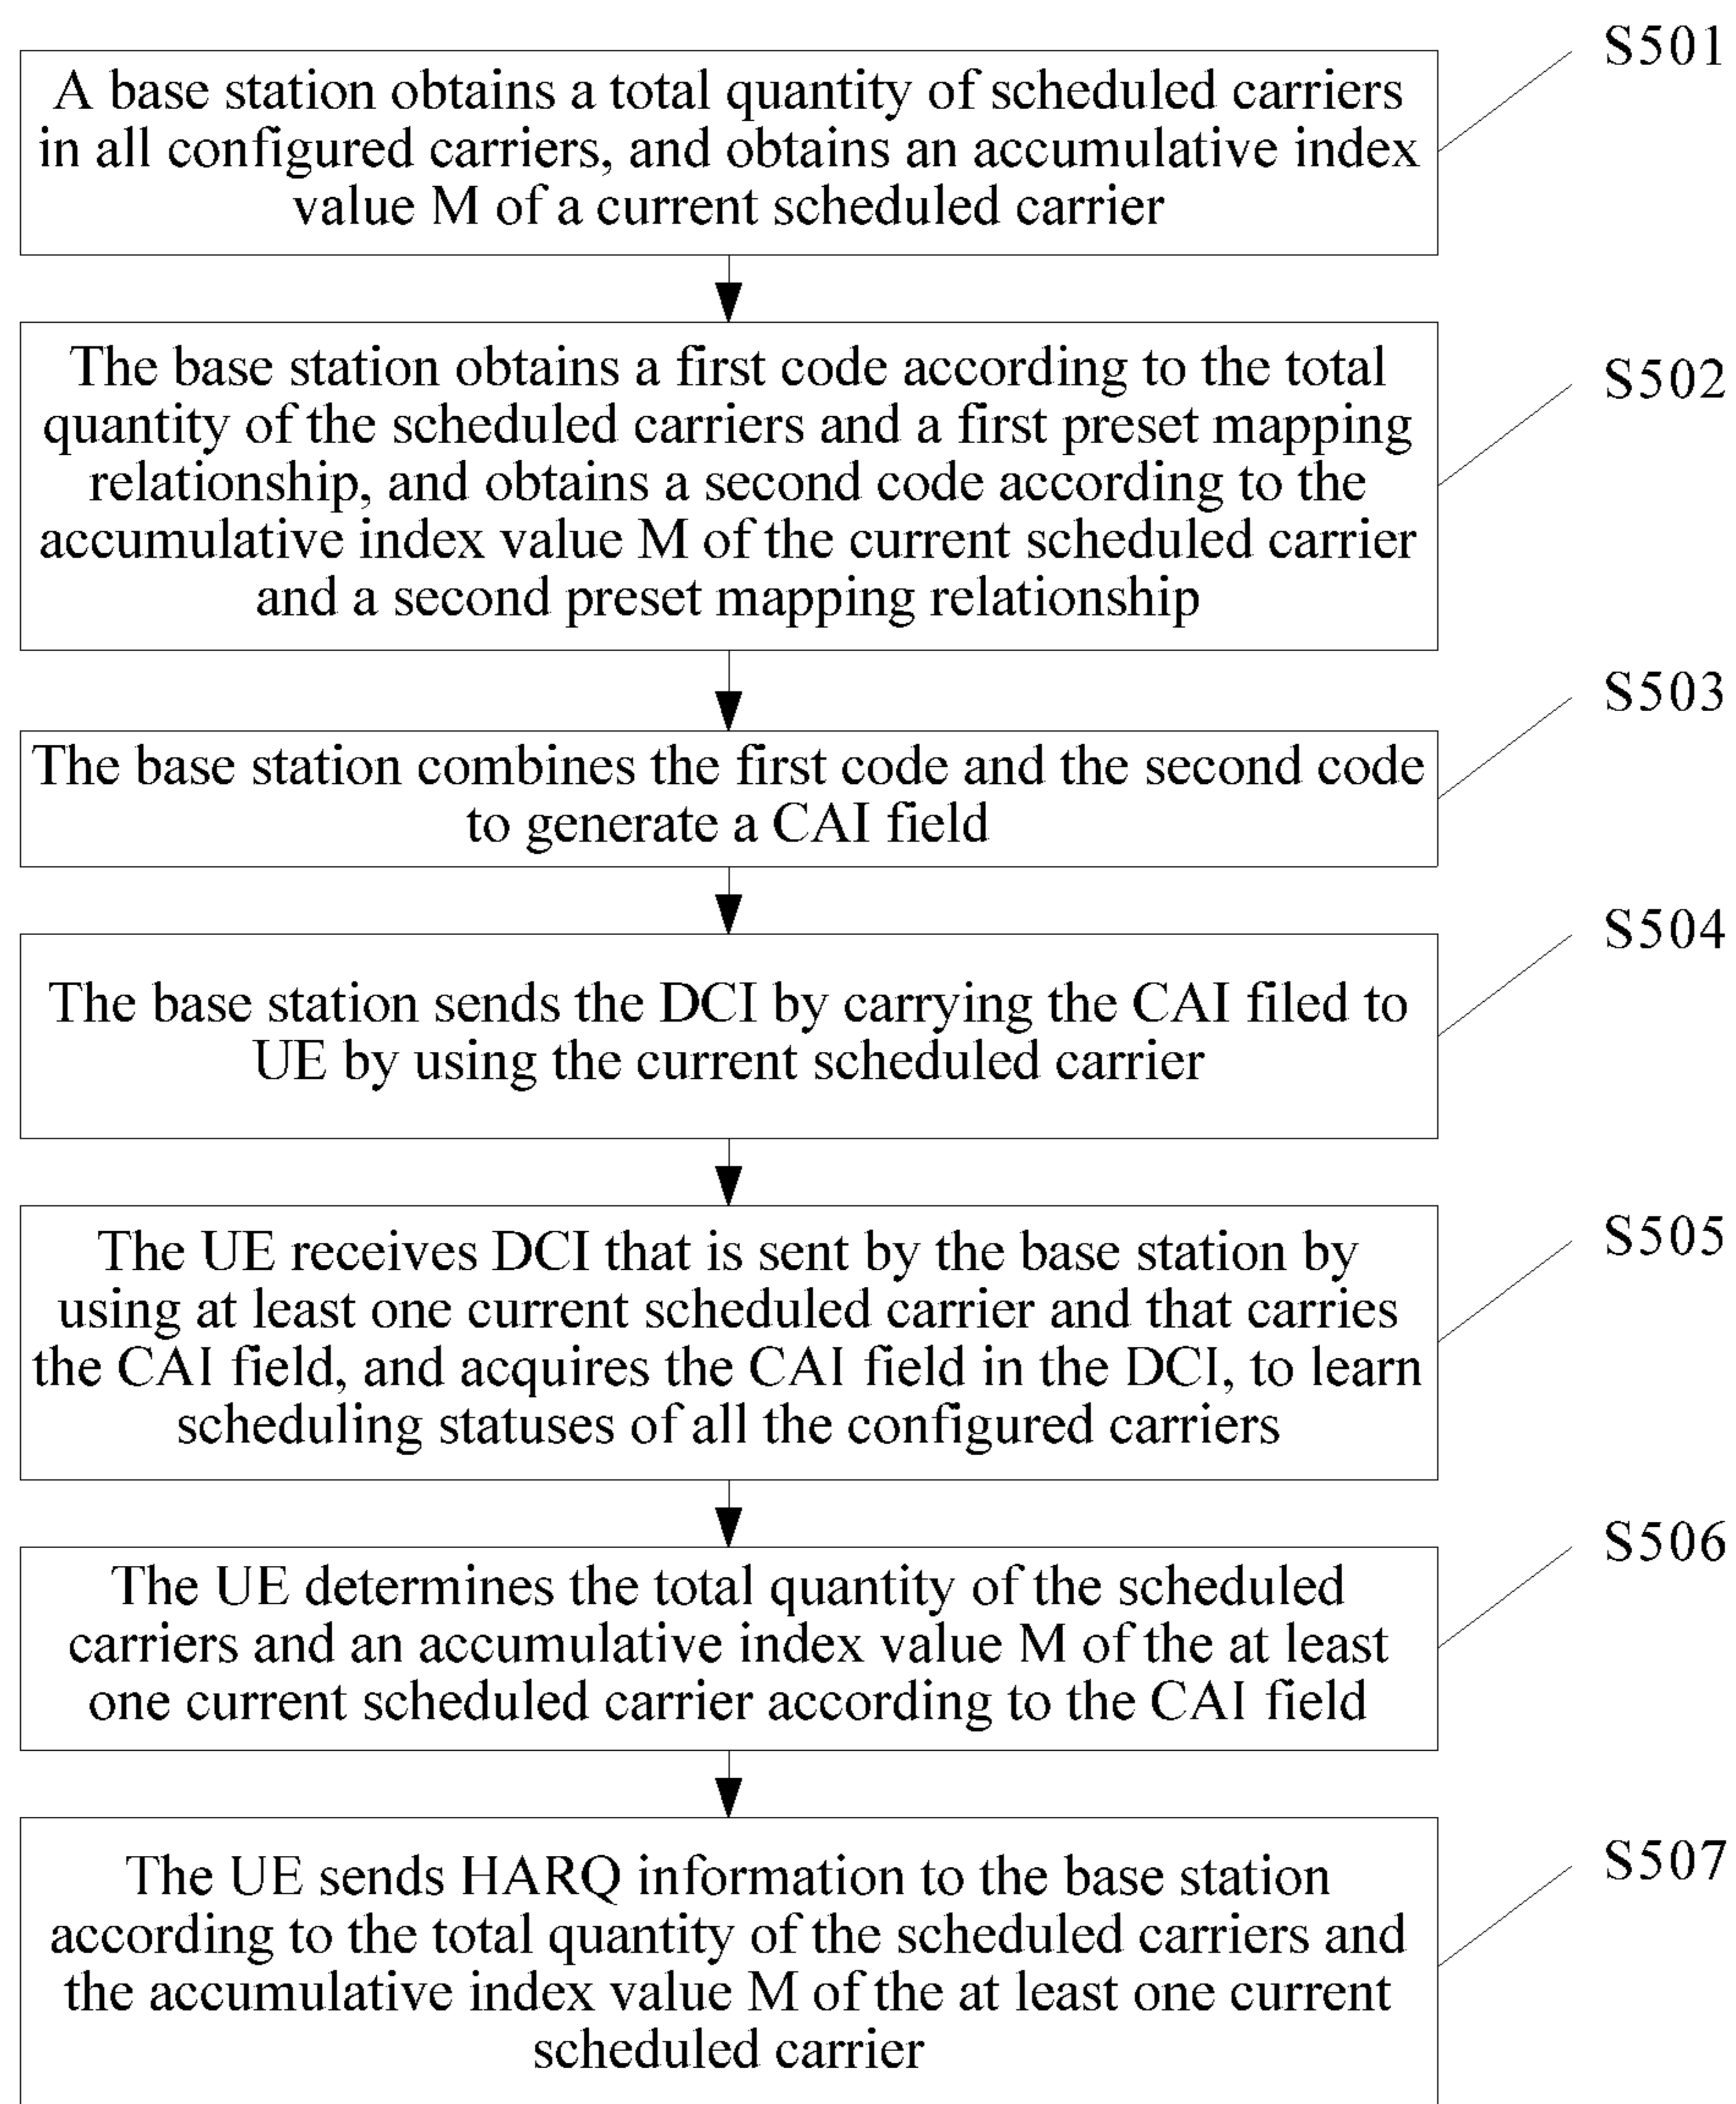 S501
A base station obtains a total quantity of scheduled carriers
in all configured carriers, and obtains an accumulative index
value M of a current scheduled carrier
S502
The base station obtains a first code according to the total
quantity of the scheduled carriers and a first preset mapping
relationship, and obtains a second code according to the
accumulative index value M of the current scheduled carrier
and a second preset mapping relationship
S503
The base station combines the first code and the second code
to generate a CAI field
S504
The base station sends the DCI by carrying the CAI filed to
UE by using the current scheduled carrier
S505
The UE receives DCI that is sent by the base station by
using at least one current scheduled carrier and that carries
the CAI field, and acquires the CAI field in the DCI, to learn
scheduling statuses of all the configured carriers
S506
The UE determines the total quantity of the scheduled
carriers and an accumulative index value M of the at least
one current scheduled carrier according to the CAI field
S507
The UE sends HARQ information to the base station
according to the total quantity of the scheduled carriers and
the accumulative index value M of the at least one current
scheduled carrier